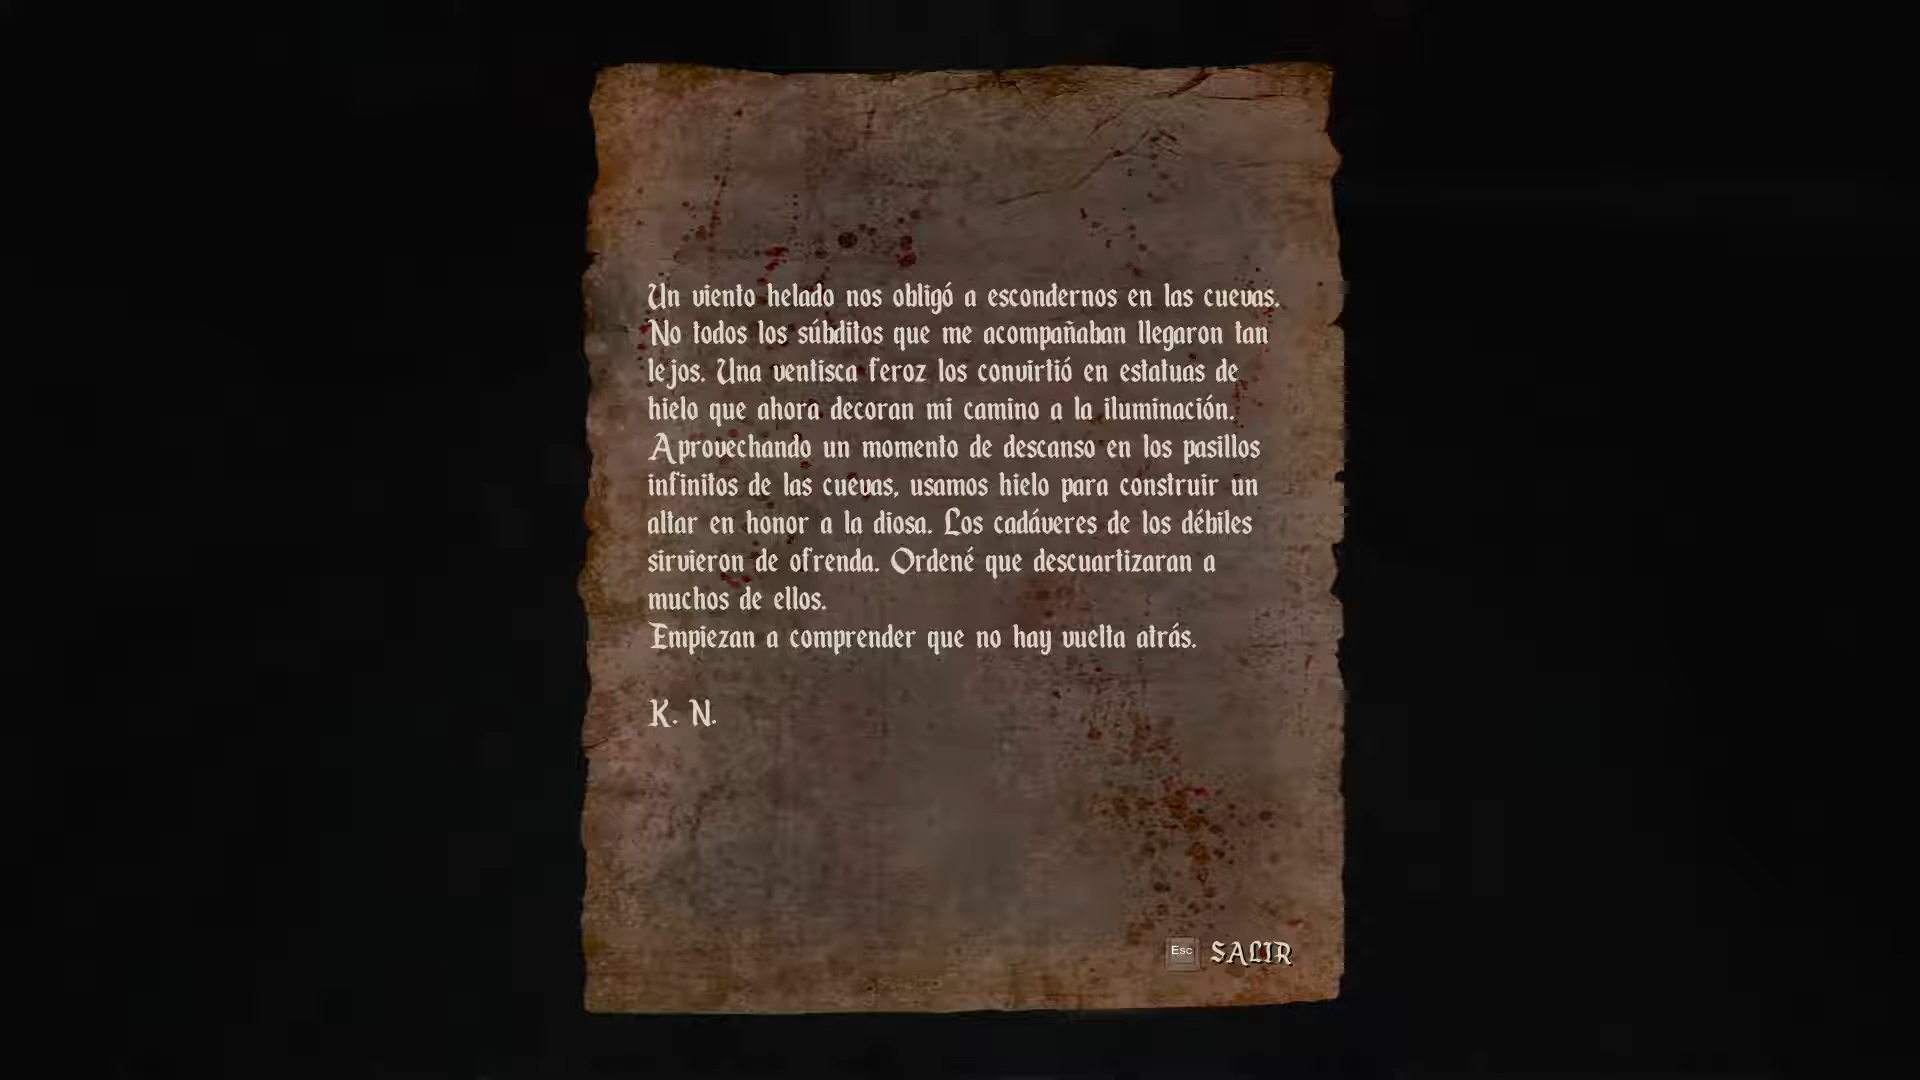 Un viento helado nos obligó a escondernos en las cuevas.
No todos los súbditos que me acompañaban llegaron tan
lejos. Una ventisca feroz los convirtió en estatuas de
hielo que ahora decoran mi camino a la iluminación.
Aprovechando un momento de descanso en los pasillos
infinitos de las cuevas, usamos hielo para construir un
altar en honor a la diosa. Los cadáveres de los débiles
sirvieron de ofrenda. Ordené que descuartizaran a
muchos de ellos.
Empiezan a comprender que no hay vuelta atrás.
K. N.
Esc SALIR